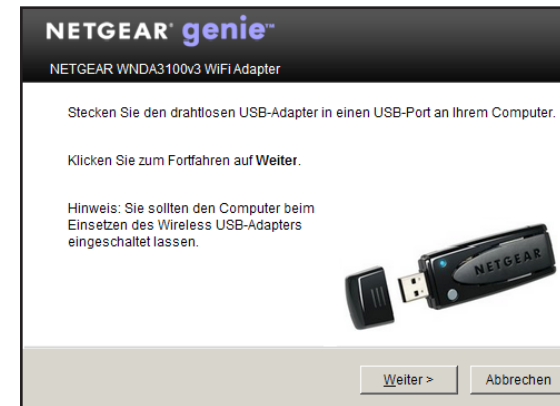 NETGEAR® genie™
NETGEAR WNDA3100v3 WiFi Adapter
Stecken Sie den drahtlosen USB-Adapter in einen USB-Port an Ihrem Computer.
Klicken Sie zum Fortfahren auf Weiter.
Hinweis: Sie sollten den Computer beim
Einsetzen des Wireless USB-Adapters
eingeschaltet lassen.
NETGEAR
Weiter >
Abbrechen